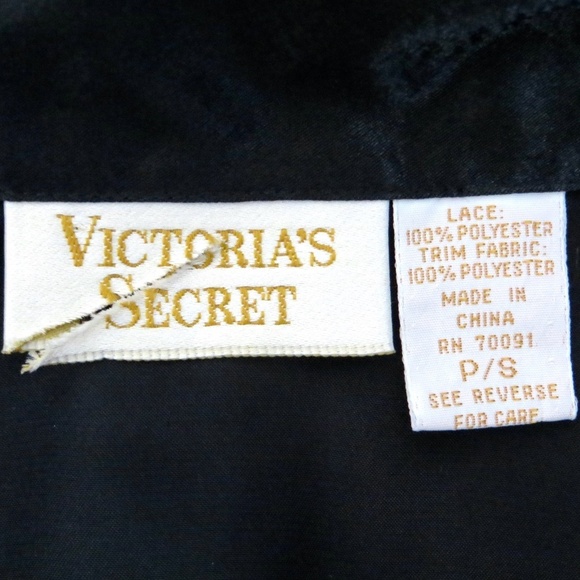 VICTORIA'S
SECRET
LACE:
100% POLYESTER
TRIM FABRIC:
100% POLYESTER
MADE IN
CHINA
RN 70091
P/S
SEE REVERSE
FOR CARE